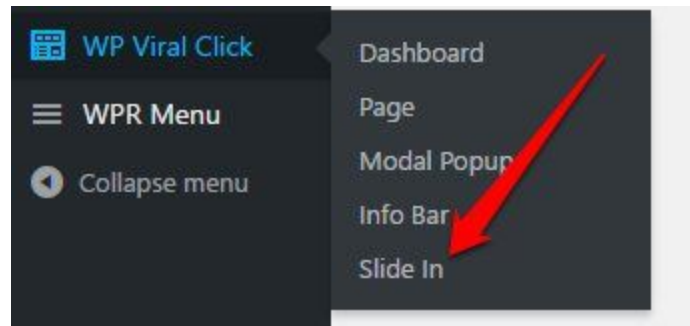 WP Viral Click
WPR Menu
Collapse menu
Dashboard
Page
Modal Popup
Info Bar
Slide In